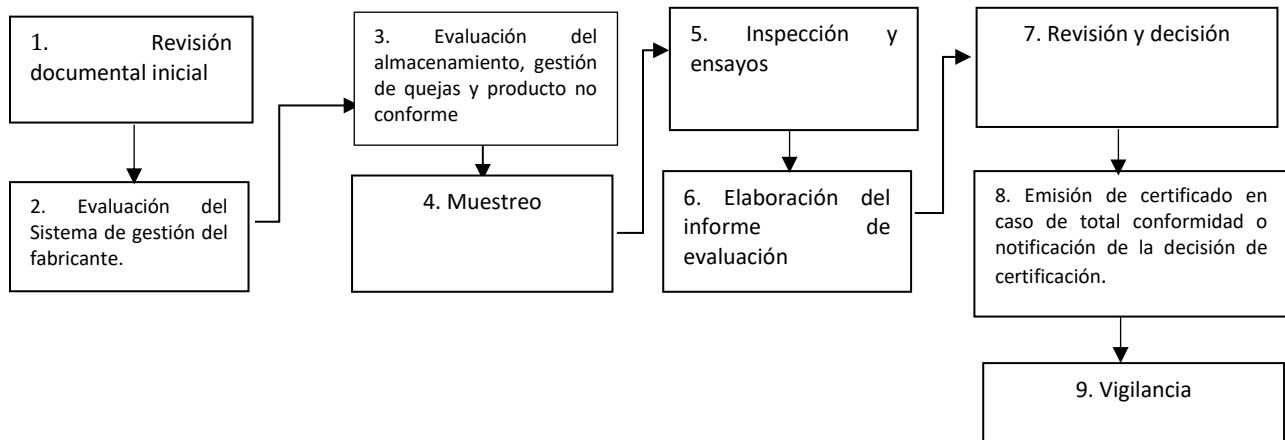 1. Revisión
documental inicial
2. Evaluación del
Sistema de gestión del
fabricante.
3. Evaluación del
almacenamiento, gestión
de quejas y producto no
conforme
4. Muestreo
5. Inspección y
ensayos
6. Elaboración del
informe de
evaluación
7. Revisión y decisión
8. Emisión de certificado en
caso de total conformidad o
notificación de la decisión de
certificación.
9. Vigilancia